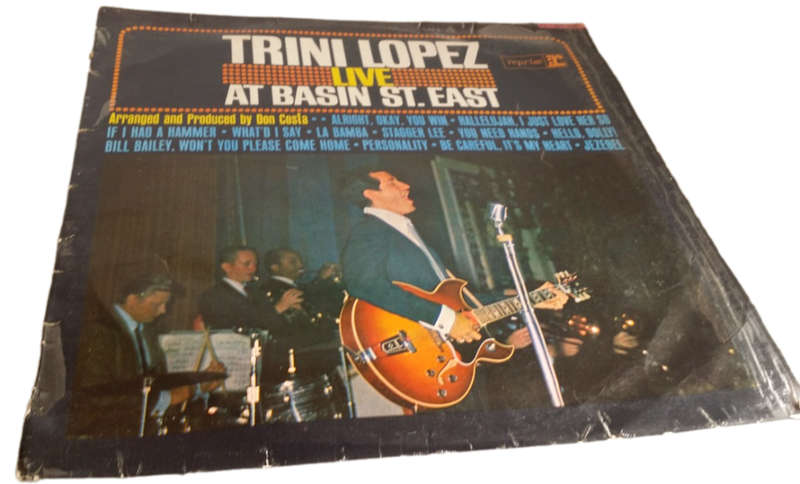 TRINI LOPEZ
LIVE
AT BASIN ST. EAST
reprise
Arranged and Produced by Don Costa • • ALRIGHT, OKAY, YOU WIN • HALLELUJAH, I JUST LOVE HER SO
IF I HAD A HAMMER • WHAT'D I SAY • LA BAMBA • STAGGER LEE • YOU NEED HANDS • HELLO, DOLLY!
BILL BAILEY, WON'T YOU PLEASE COME HOME • PERSONALITY • BE CAREFUL, IT'S MY HEART • JEZEBEL